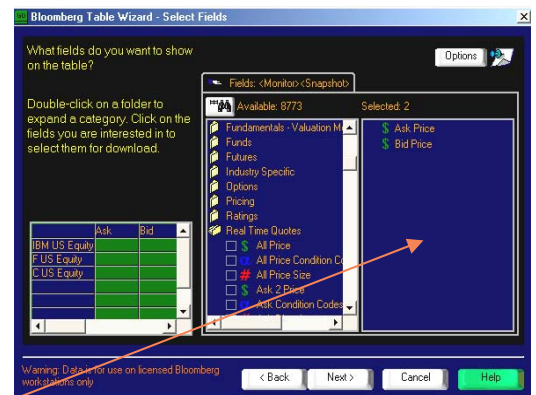 Bloomberg Table Wizard - Select Fields
What fields do you want to show
on the table?
Options
Fields: <Monitor><Snapshot>
Double-click on a folder to
expand a category. Click on the
fields you are interested in to
select them for download.
Available: 8773
Selected: 2
Fundamentals - Valuation M
Funds
Futures
Industry Specific
Options
Pricing
Ratings
Real Time Quotes
$ All Price
α All Price Condition Co
# All Price Size
$ Ask 2 Price
α Ask Condition Codes
$ Ask Price
$ Bid Price
Ask Bid
IBM US Equity
F US Equity
C US Equity
Warning: Data is for use on licensed Bloomberg
workstations only
< Back
Next >
Cancel
Help